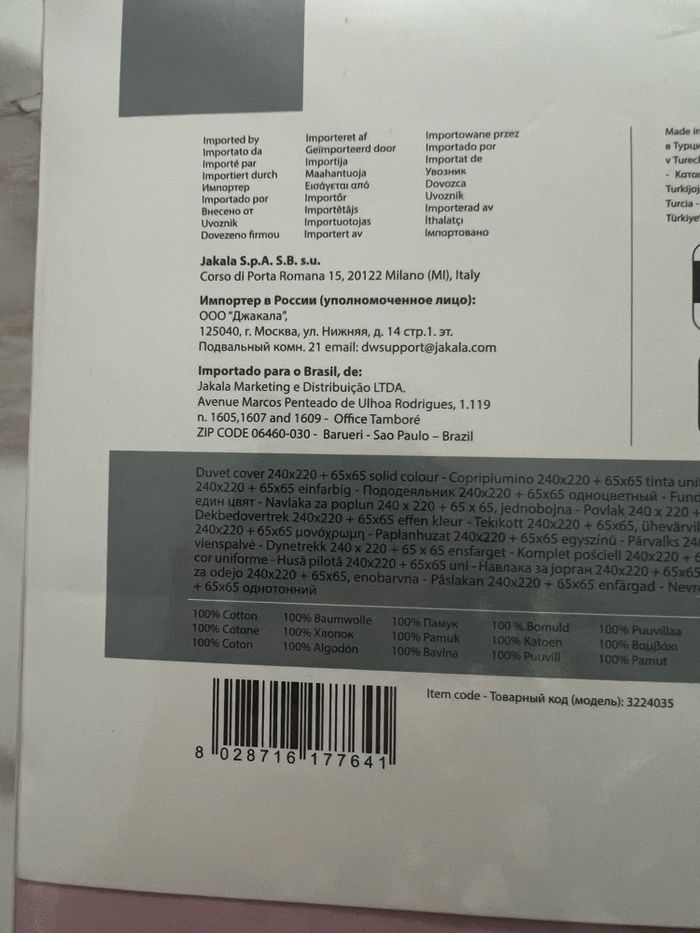 Imported by
Importato da
Importé par
Importiert durch
Импортер
Importado por
Внесено от
Uvoznik
Dovezeno firmou
Importeret af
Geïmporteerd door
Importija
Maahantuoja
Εισάγεται από
Importőr
Importētājs
Importuotojas
Importert av
Importowane przez
Importado por
Importat de
Увозник
Dovozca
Uvoznik
Importerad av
İthalatçı
Імпортовано
Jakala S.p.A. S.B. s.u.
Corso di Porta Romana 15, 20122 Milano (MI), Italy
Импортер в России (уполномоченное лицо):
ООО "Джакала",
125040, г. Москва, ул. Нижняя, д. 14 стр.1. эт.
Подвальный комн. 21 email: dwsupport@jakala.com
Importado para o Brasil, de:
Jakala Marketing e Distribuição LTDA.
Avenue Marcos Penteado de Ulhoa Rodrigues, 1.119
n. 1605,1607 and 1609 - Office Tamboré
ZIP CODE 06460-030 - Barueri - Sao Paulo – Brazil
Made in
в Турци
v Turec
- Κατασ
Turkijoj
Turcia -
Türkiye'
Duvet cover 240x220 + 65x65 solid colour - Copripiumino 240x220 + 65x65 tinta uni
240x220 + 65x65 einfarbig - Пододеяльник 240x220 + 65x65 одноцветный - Fund
един цвят - Navlaka za poplun 240 x 220 + 65 x 65, jednobojna - Povlak 240 x 220 +
Dekbedovertrek 240x220 + 65x65 effen kleur - Tekikott 240x220 + 65x65, ühevärvil
240x220 + 65x65 μονόχρωμη - Paplanhuzat 240x220 + 65x65 egyszínű - Pārvalks 240
vienspalvė - Dynetrekk 240 x 220 + 65 x 65 ensfarget - Komplet pościeli 240x220 + 6
cor uniforme - Husă pilotă 240x220 + 65x65 uni - Навлака за јорган 240x220 + 65x65
za odejo 240x220 + 65x65, enobarvna - Påslakan 240x220 + 65x65 enfärgad - Nevre
+ 65x65 однотонний
100% Cotton 100% Baumwolle 100% Памук 100 % Bomuld 100% Puuvillaa
100% Cotone 100% Хлопок 100% Pamuk 100% Katoen 100% Βαμβάκι
100% Coton 100% Algodón 100% Bavlna 100% Puuvill 100% Pamut
Item code - Товарный код (модель): 3224035
8 028716 177641